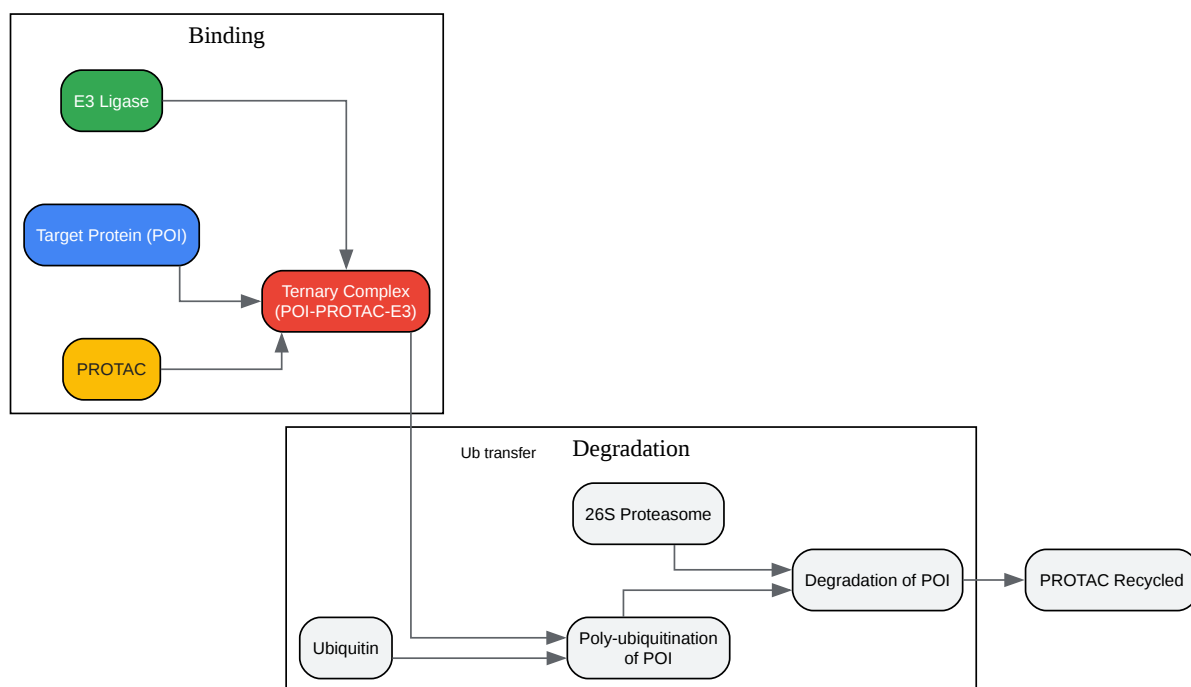 Binding
E3 Ligase
Target Protein (POI)
Ternary Complex
(POI-PROTAC-E3)
PROTAC
Ub transfer
Degradation
26S Proteasome
Degradation of POI
PROTAC Recycled
Ubiquitin
Poly-ubiquitination
of POI